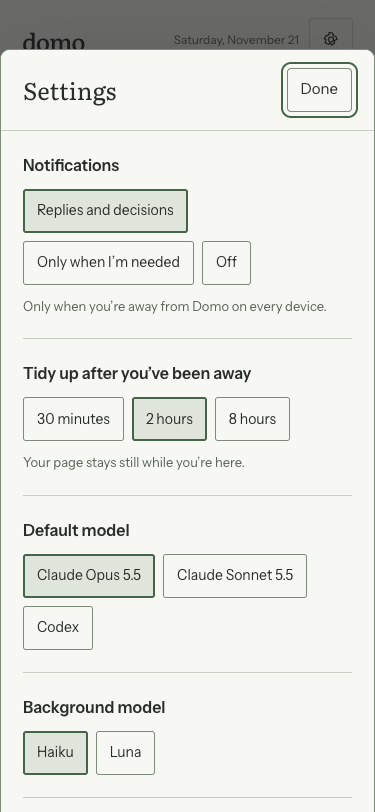 domo
Saturday, November 21
Settings
Done
Notifications
Replies and decisions
Only when I’m needed
Off
Only when you’re away from Domo on every device.
Tidy up after you’ve been away
30 minutes
2 hours
8 hours
Your page stays still while you’re here.
Default model
Claude Opus 5.5
Claude Sonnet 5.5
Codex
Background model
Haiku
Luna